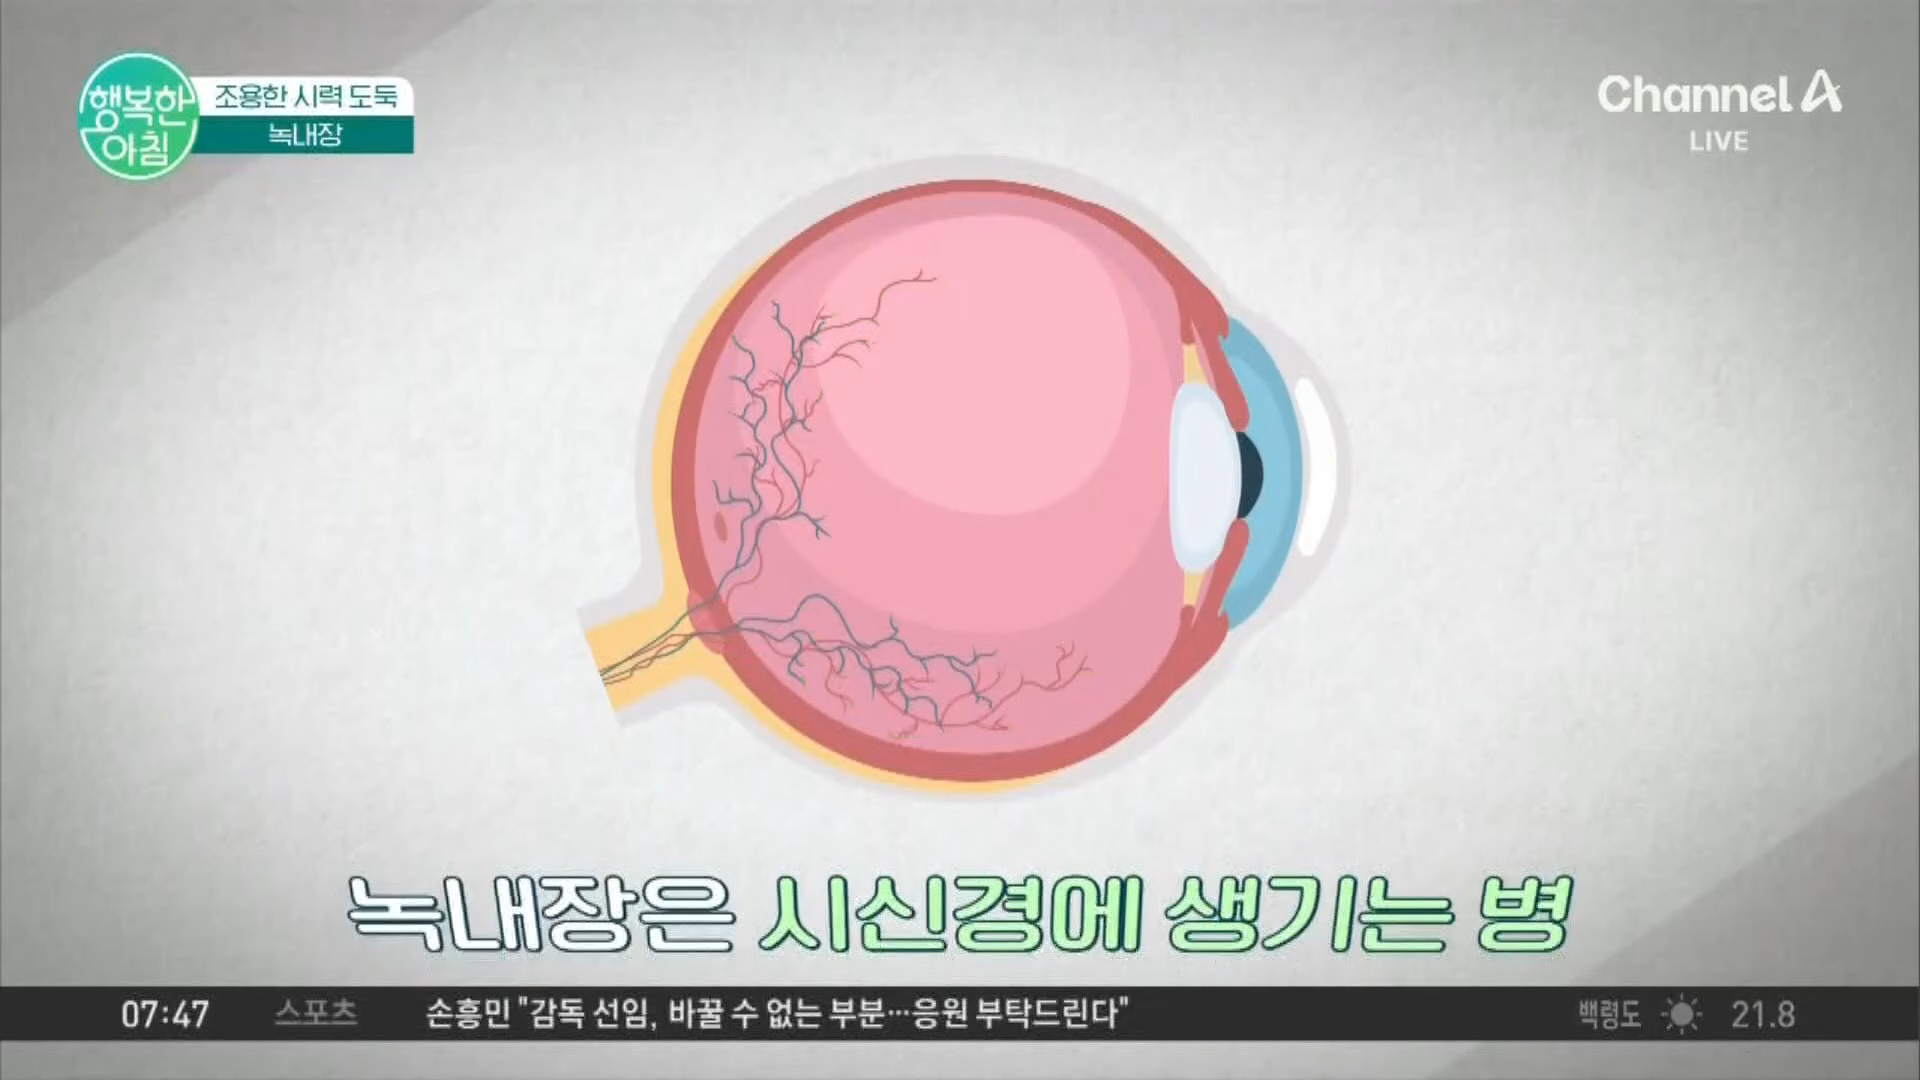 행복한
아침
조용한 시력 도둑
녹내장
Channel A
LIVE
녹내장은 시신경에 생기는 병
07:47 스포츠 손흥민 "감독 선임, 바꿀 수 없는 부분…응원 부탁드린다" 백령도 21.8